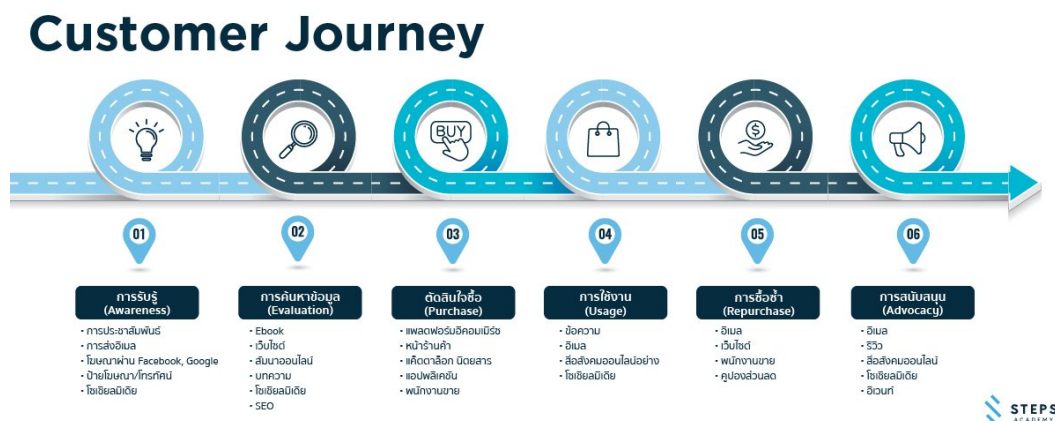 Customer Journey
BUY
$
01
02
03
04
05
06
การรับรู้
(Awareness)
· การประชาสัมพันธ์
· การส่งอีเมล
· โฆษณาผ่าน Facebook, Google
· ป้ายโฆษณา/โทรทัศน์
· โซเชียลมีเดีย
การค้นหาข้อมูล
(Evaluation)
· Ebook
· เว็บไซต์
· สัมนาออนไลน์
· บทความ
· โซเชียลมีเดีย
· SEO
ตัดสินใจซื้อ
(Purchase)
· แพลตฟอร์มอีคอมเมิร์ซ
· หน้าร้านค้า
· แค็ตตาล็อก นิตยสาร
· แอปพลิเคชัน
· พนักงานขาย
การใช้งาน
(Usage)
· ข้อความ
· อีเมล
· สื่อสังคมออนไลน์อย่าง
· โซเชียลมีเดีย
การซื้อซ้ำ
(Repurchase)
· อีเมล
· เว็บไซต์
· พนักงานขาย
· คูปองส่วนลด
การสนับสนุน
(Advocacy)
· อีเมล
· รีวิว
· สื่อสังคมออนไลน์
· โซเชียลมีเดีย
· อีเวนท์
STEPS
ACADEMY